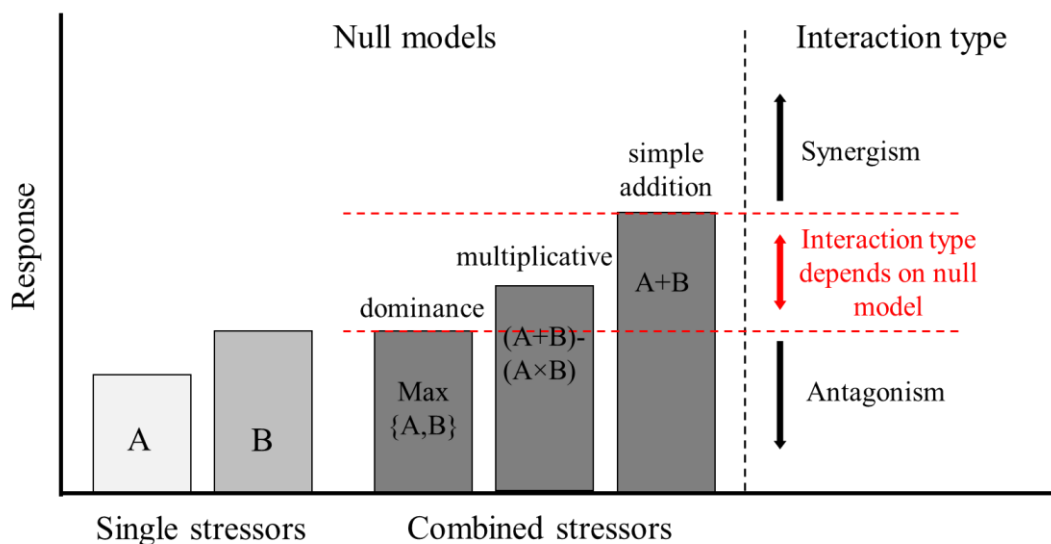 Null models
Interaction type
Response
simple
addition
multiplicative
dominance
A
B
Max
{A,B}
(A+B)-
(A×B)
A+B
Synergism
Interaction type
depends on null
model
Antagonism
Single stressors
Combined stressors